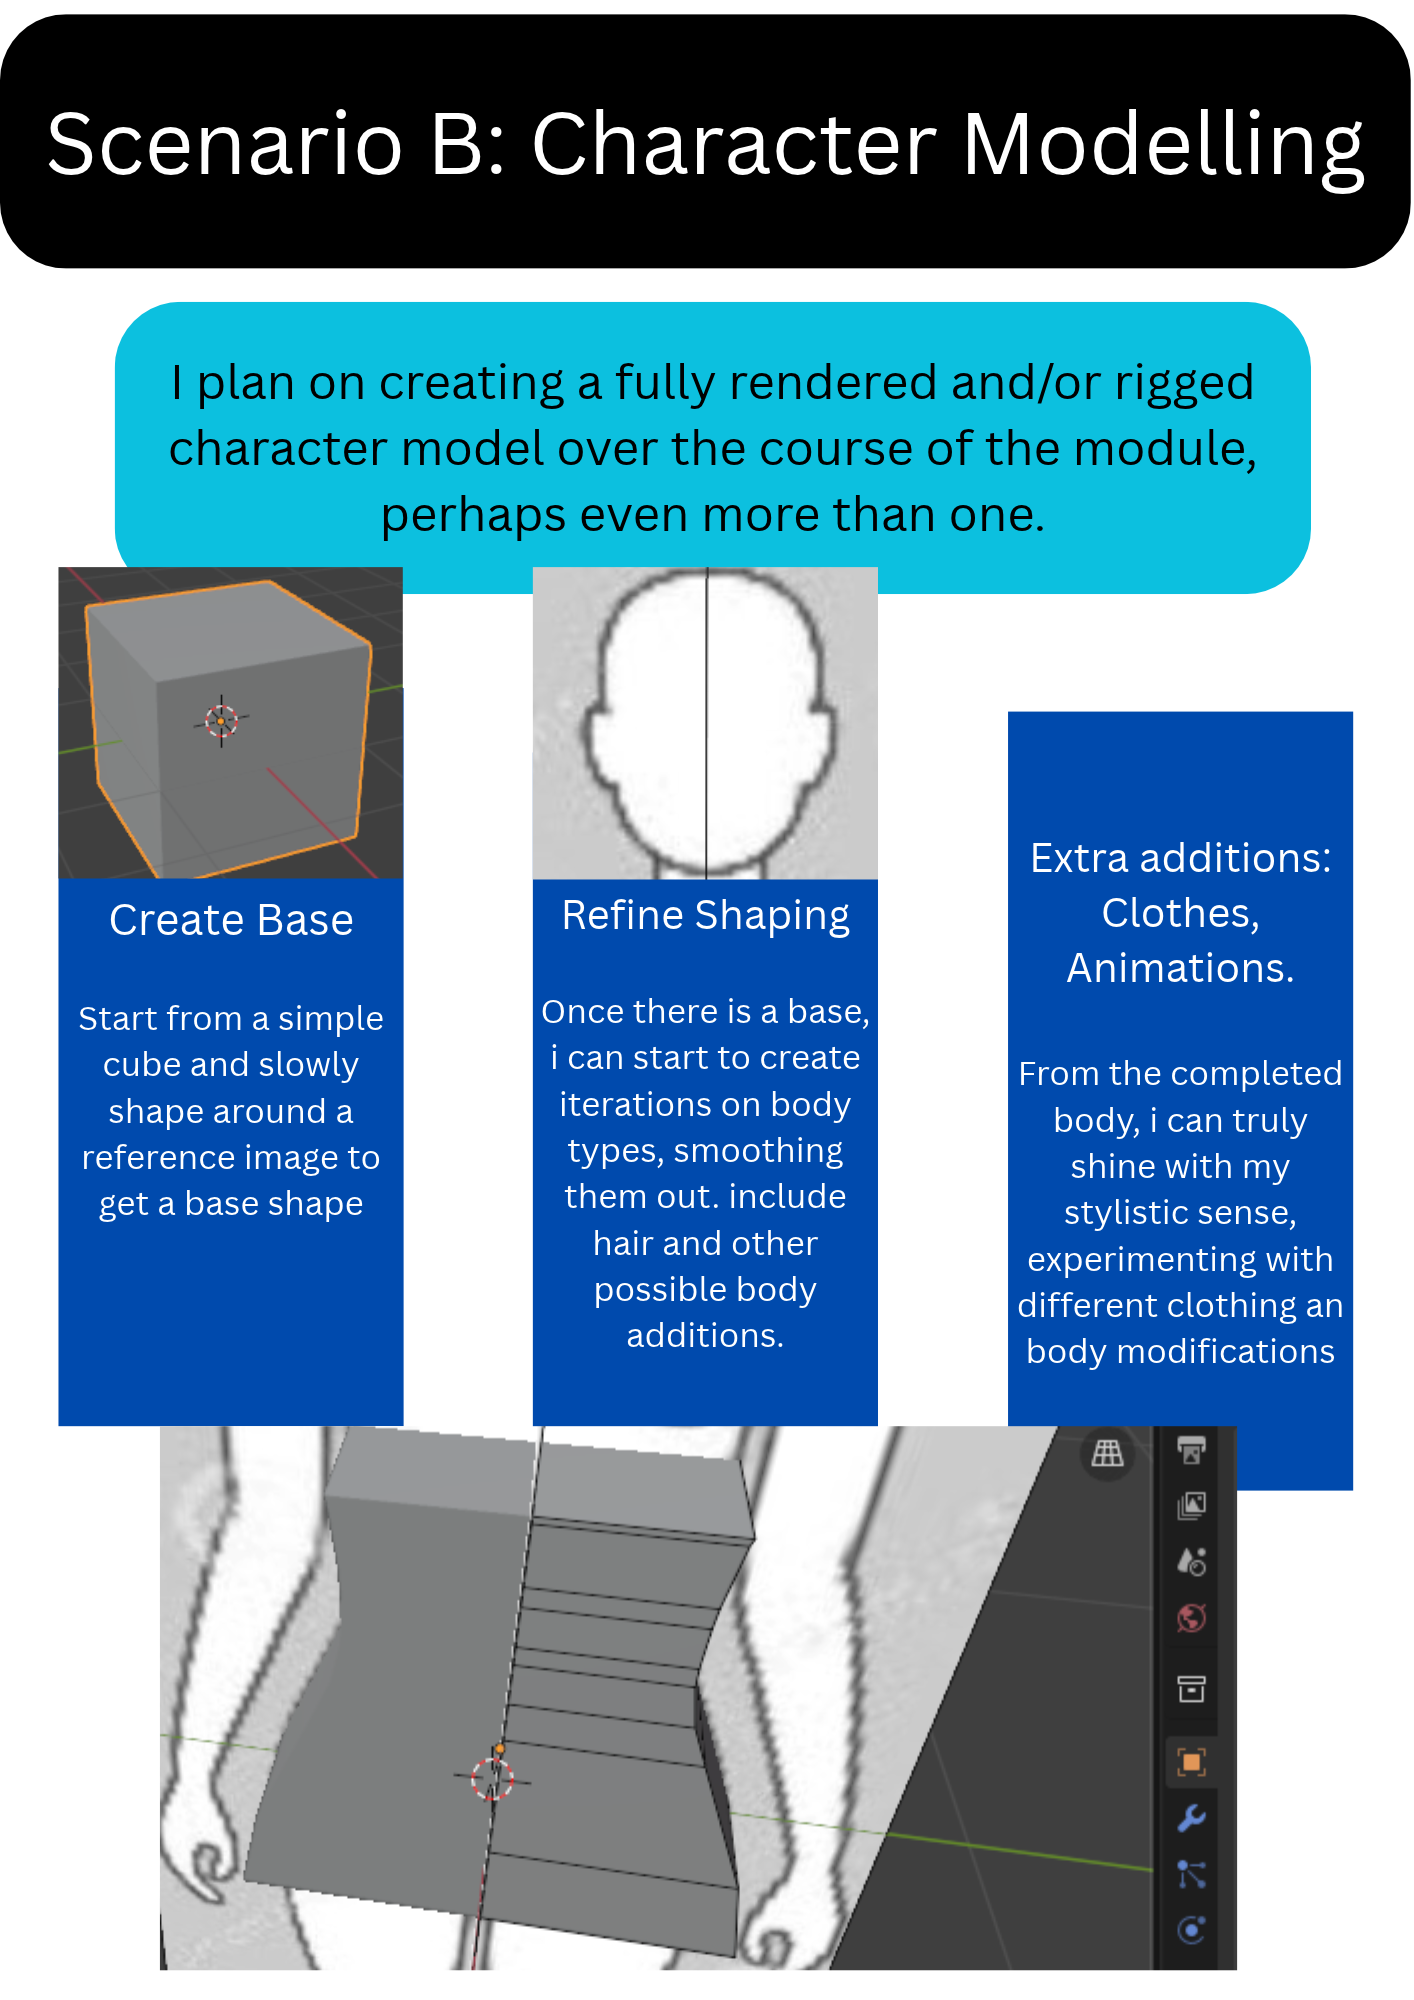 Scenario B: Character Modelling
I plan on creating a fully rendered and/or rigged
character model over the course of the module,
perhaps even more than one.
Create Base
Start from a simple
cube and slowly
shape around a
reference image to
get a base shape
Refine Shaping
Once there is a base,
i can start to create
iterations on body
types, smoothing
them out. include
hair and other
possible body
additions.
Extra additions:
Clothes,
Animations.
From the completed
body, i can truly
shine with my
stylistic sense,
experimenting with
different clothing an
body modifications